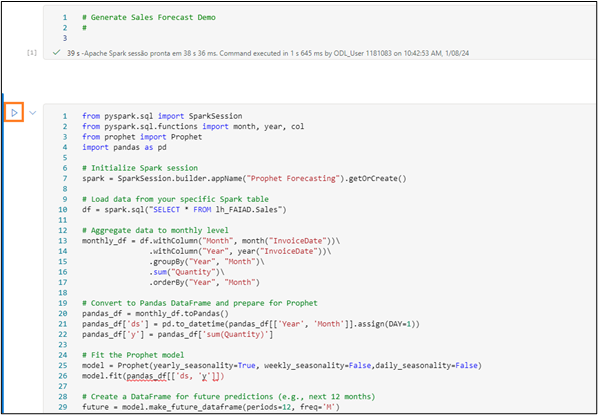 1 # Generate Sales Forecast Demo
2 #
3
[1] ✓ 39 s -Apache Spark sessão pronta em 38 s 36 ms. Command executed in 1 s 645 ms by ODL_User 1181083 on 10:42:53 AM, 1/08/24
1 from pyspark.sql import SparkSession
2 from pyspark.sql.functions import month, year, col
3 from prophet import Prophet
4 import pandas as pd
5
6 # Initialize Spark session
7 spark = SparkSession.builder.appName("Prophet Forecasting").getOrCreate()
8
9 # Load data from your specific Spark table
10 df = spark.sql("SELECT * FROM lh_FAIAD.Sales")
11
12 # Aggregate data to monthly level
13 monthly_df = df.withColumn("Month", month("InvoiceDate"))\
14 .withColumn("Year", year("InvoiceDate"))\
15 .groupBy("Year", "Month")\
16 .sum("Quantity")\
17 .orderBy("Year", "Month")
18
19 # Convert to Pandas DataFrame and prepare for Prophet
20 pandas_df = monthly_df.toPandas()
21 pandas_df['ds'] = pd.to_datetime(pandas_df[['Year', 'Month']].assign(DAY=1))
22 pandas_df['y'] = pandas_df['sum(Quantity)']
23
24 # Fit the Prophet model
25 model = Prophet(yearly_seasonality=True, weekly_seasonality=False,daily_seasonality=False)
26 model.fit(pandas_df[['ds, 'y']])
27
28 # Create a DataFrame for future predictions (e.g., next 12 months)
29 future = model.make_future_dataframe(periods=12, freq='M')